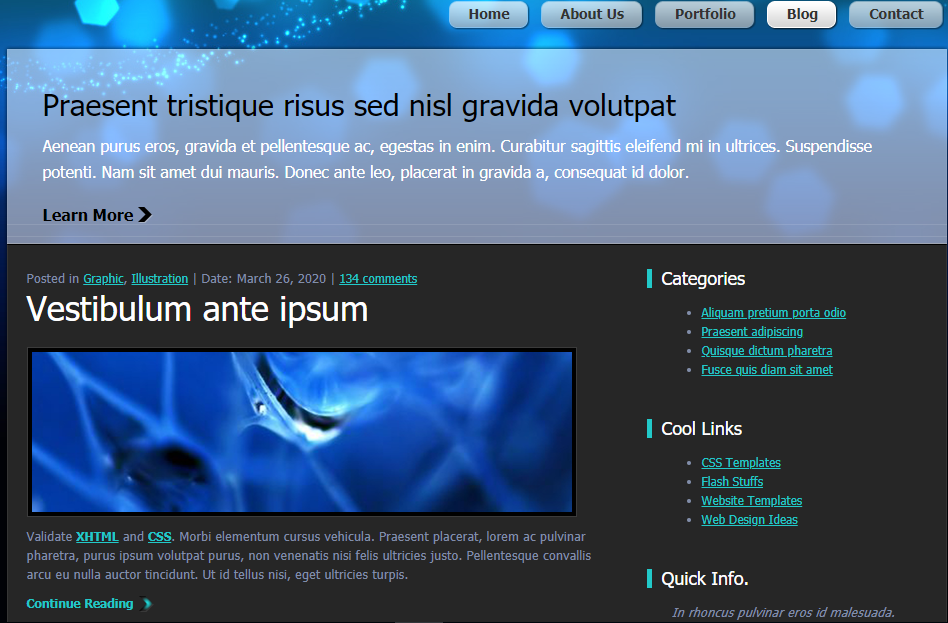 Home About Us Portfolio Blog Contact
Praesent tristique risus sed nisl gravida volutpat
Aenean purus eros, gravida et pellentesque ac, egestas in enim. Curabitur sagittis eleifend mi in ultrices. Suspendisse
potenti. Nam sit amet dui mauris. Donec ante leo, placerat in gravida a, consequat id dolor.
Learn More
Posted in Graphic, Illustration | Date: March 26, 2020 | 134 comments
Vestibulum ante ipsum
Validate XHTML and CSS. Morbi elementum cursus vehicula. Praesent placerat, lorem ac pulvinar
pharetra, purus ipsum volutpat purus, non venenatis nisi felis ultricies justo. Pellentesque convallis
arcu eu nulla auctor tincidunt. Ut id tellus nisi, eget ultricies turpis.
Continue Reading
Categories
Aliquam pretium porta odio
Praesent adipiscing
Quisque dictum pharetra
Fusce quis diam sit amet
Cool Links
CSS Templates
Flash Stuffs
Website Templates
Web Design Ideas
Quick Info.
In rhoncus pulvinar eros id malesuada.